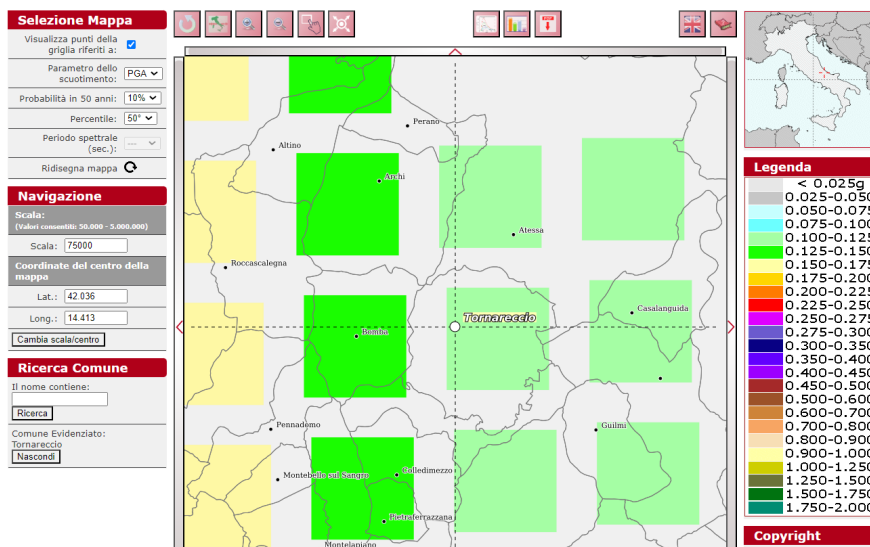 Selezione Mappa
Visualizza punti della
griglia riferiti a:
Parametro dello
scuotimento:
PGA
Probabilità in 50 anni:
10%
Percentile:
50°
Periodo spettrale
(sec.):
---
Ridisegna mappa
Navigazione
Scala:
(Valori consentiti: 50.000 - 5.000.000)
Scala:
75000
Coordinate del centro della
mappa
Lat.:
42.036
Long.:
14.413
Cambia scala/centro
Ricerca Comune
Il nome contiene:
Ricerca
Comune Evidenziato:
Tornareccio
Nascondi
Perano
Altino
Archi
Atessa
Roccascalegna
Casalanguida
Tornareccio
Bomba
Pennadomo
Guilmi
Colledimezzo
Montebello sul Sangro
Pietraferrazzana
Montelapiano
Legenda
< 0.025g
0.025-0.050
0.050-0.075
0.075-0.100
0.100-0.125
0.125-0.150
0.150-0.175
0.175-0.200
0.200-0.225
0.225-0.250
0.250-0.275
0.275-0.300
0.300-0.350
0.350-0.400
0.400-0.450
0.450-0.500
0.500-0.600
0.600-0.700
0.700-0.800
0.800-0.900
0.900-1.000
1.000-1.250
1.250-1.500
1.500-1.750
1.750-2.000
Copyright